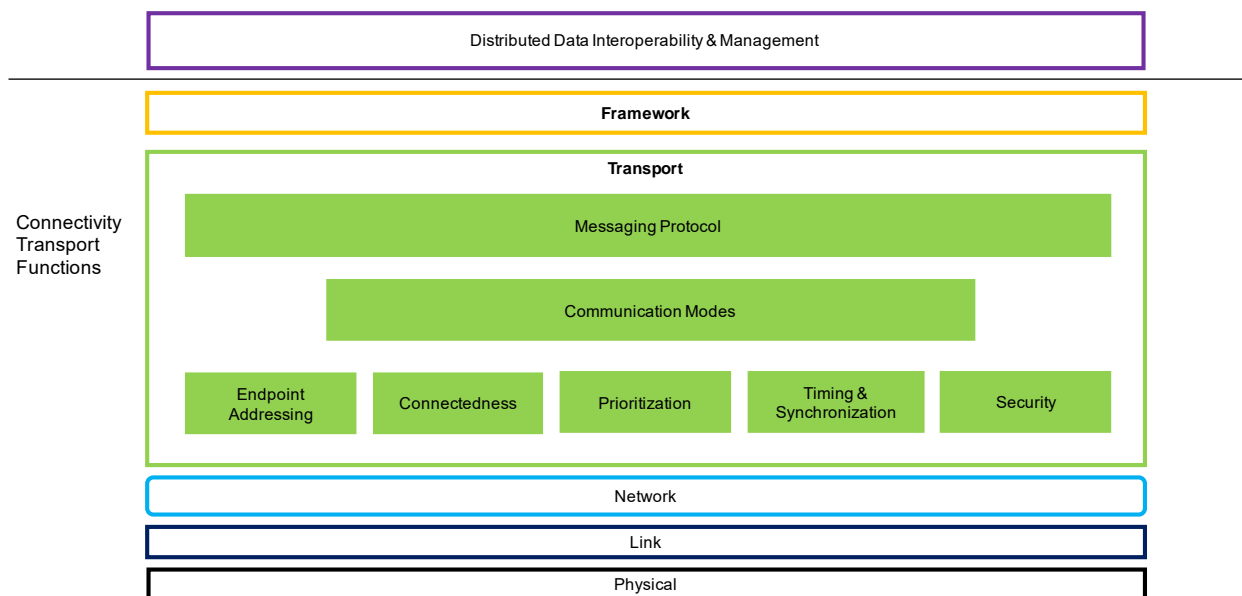 Distributed Data Interoperability & Management
Framework
Transport
Connectivity
Transport
Functions
Messaging Protocol
Communication Modes
Endpoint
Addressing
Connectedness
Prioritization
Timing &
Synchronization
Security
Network
Link
Physical